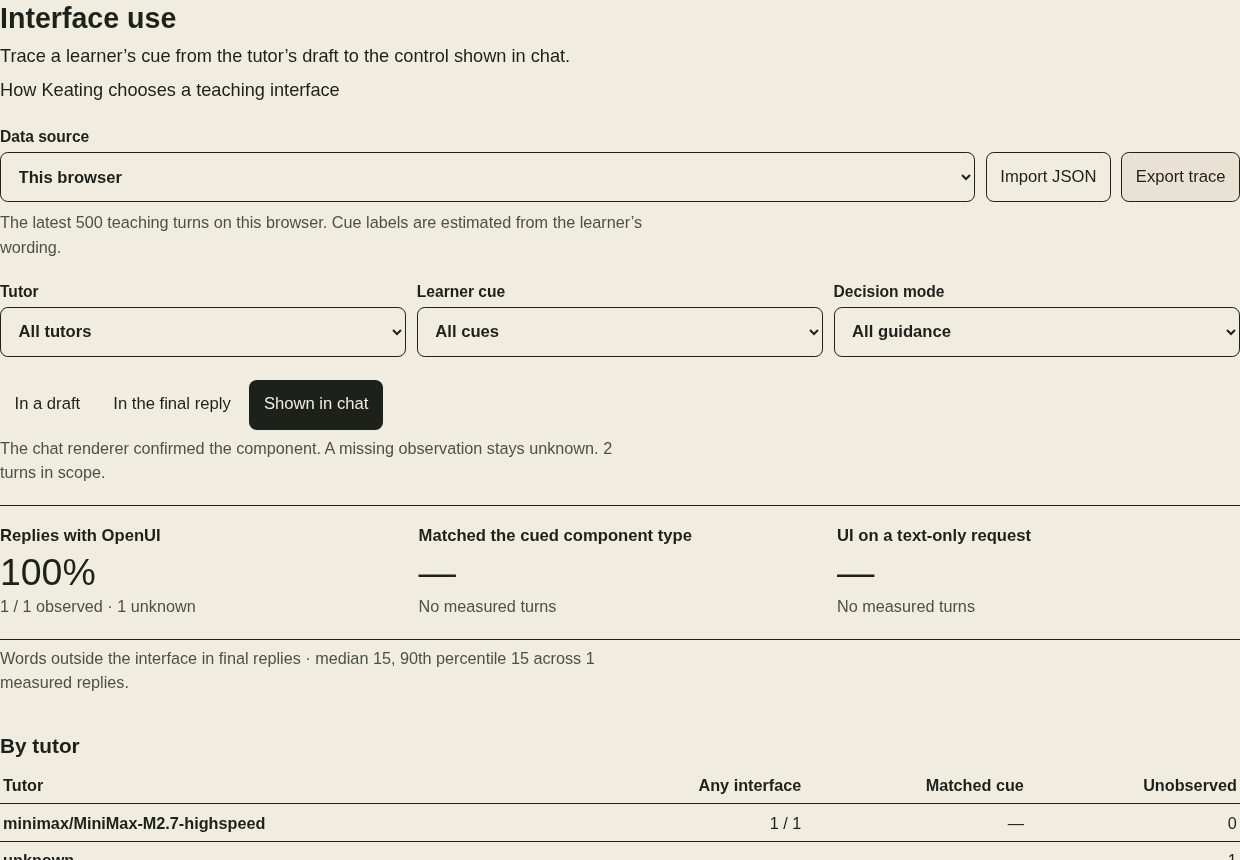 Interface use
Trace a learner’s cue from the tutor’s draft to the control shown in chat.
How Keating chooses a teaching interface
Data source
This browser
Import JSON
Export trace
The latest 500 teaching turns on this browser. Cue labels are estimated from the learner’s
wording.
Tutor
Learner cue
Decision mode
All tutors
All cues
All guidance
In a draft
In the final reply
Shown in chat
The chat renderer confirmed the component. A missing observation stays unknown. 2
turns in scope.
Replies with OpenUI
Matched the cued component type
UI on a text-only request
100%
—
—
1 / 1 observed · 1 unknown
No measured turns
No measured turns
Words outside the interface in final replies · median 15, 90th percentile 15 across 1
measured replies.
By tutor
Tutor Any interface Matched cue Unobserved
minimax/MiniMax-M2.7-highspeed 1 / 1 — 0
unknown 1